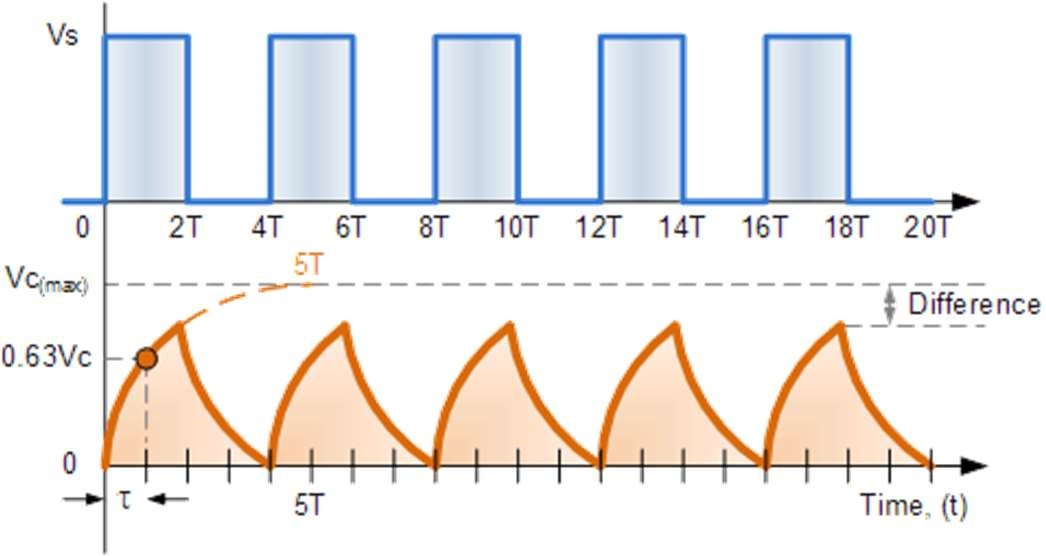 Vs
0 2T 4T 6T 8T 10T 12T 14T 16T 18T 20T
5T
Vc(max)
Difference
0.63Vc
0
τ 5T Time, (t)